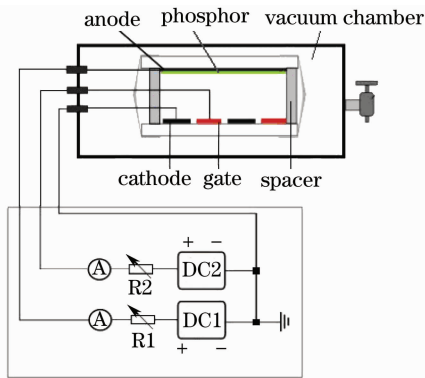 anode phosphor vacuum chamber
cathode gate spacer
+ −
A R2 DC2
A R1 DC1
+ −